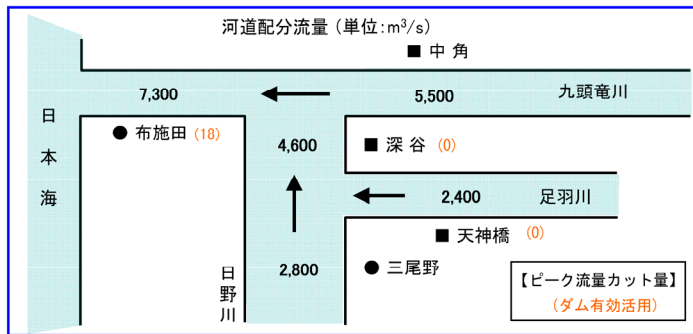 河道配分流量 (単位:m³/s)
■ 中 角
7,300
5,500
九頭竜川
日本海
● 布施田 (18)
4,600
■ 深 谷 (0)
2,400
足羽川
■ 天神橋 (0)
日野川
2,800
● 三尾野
【ピーク流量カット量】
(ダム有効活用)